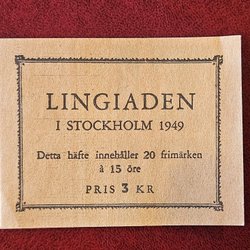 LINGIADEN
I STOCKHOLM 1949
Detta häfte innehåller 20 frimärken
à 15 öre
PRIS 3 KR